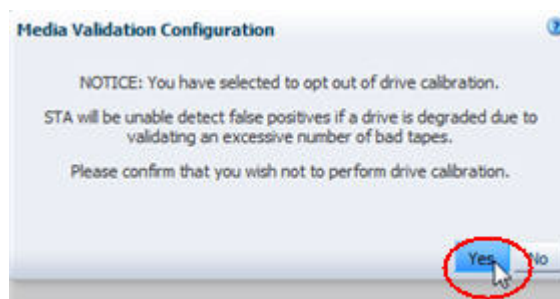 Media Validation Configuration
NOTICE: You have selected to opt out of drive calibration.
STA will be unable detect false positives if a drive is degraded due to
validating an excessive number of bad tapes.
Please confirm that you wish not to perform drive calibration.
Yes No